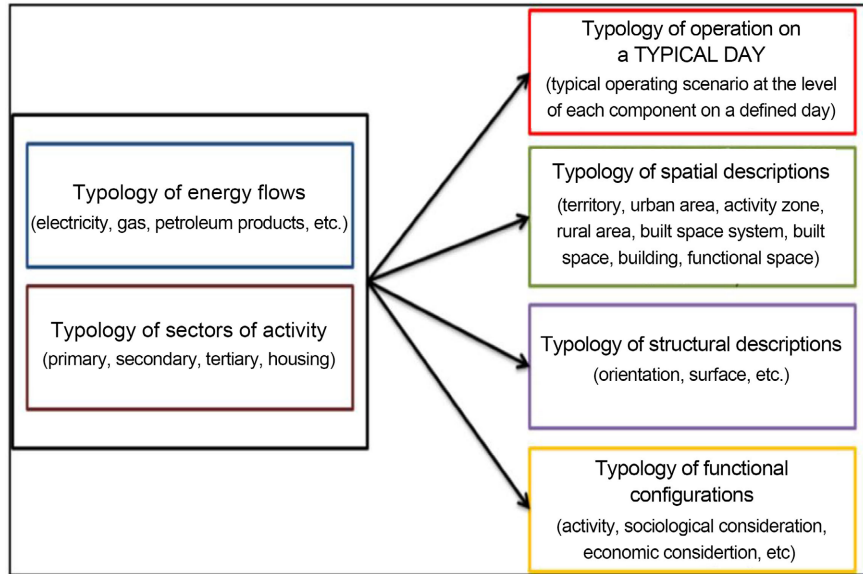 Typology of energy flows
(electricity, gas, petroleum products, etc.)
Typology of sectors of activity
(primary, secondary, tertiary, housing)
Typology of operation on
a TYPICAL DAY
(typical operating scenario at the level
of each component on a defined day)
Typology of spatial descriptions
(territory, urban area, activity zone,
rural area, built space system, built
space, building, functional space)
Typology of structural descriptions
(orientation, surface, etc.)
Typology of functional
configurations
(activity, sociological consideration,
economic considertion, etc)